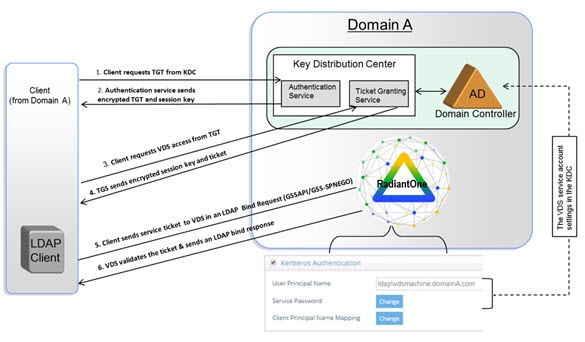 Domain A
Key Distribution Center
Client
(from Domain A)
1. Client requests TGT from KDC
2. Authentication service sends
encrypted TGT and session key
Authentication
Service
Ticket Granting
Service
AD
Domain Controller
3. Client requests VDS access from TGT
4. TGS sends encrypted session key and ticket
RadiantOne
The VDS service account
settings in the KDC
5. Client sends service ticket to VDS in an LDAP Bind Request (GSSAPI/GSS-SPNEGO)
6. VDS validates the ticket & sends an LDAP bind response
LDAP
Client
Kerberos Authentication
User Principal Name
ldap\vdsmachine.domainA.com
Service Password
Change
Client Principal Name Mapping
Change